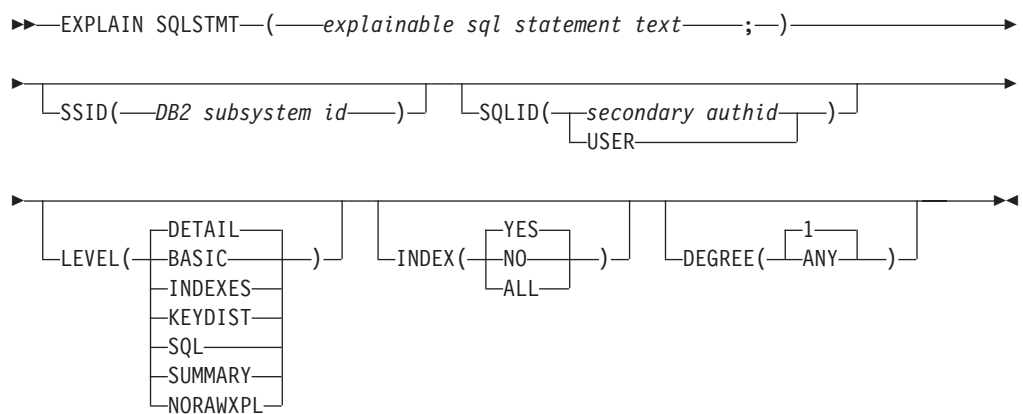 EXPLAIN SQLSTMT ( explainable sql statement text ; )
SSID( DB2 subsystem id ) SQLID( secondary authid )
USER
DETAIL YES 1
LEVEL( BASIC ) INDEX( NO ) DEGREE( ANY )
INDEXES ALL
KEYDIST
SQL
SUMMARY
NORAWXPL